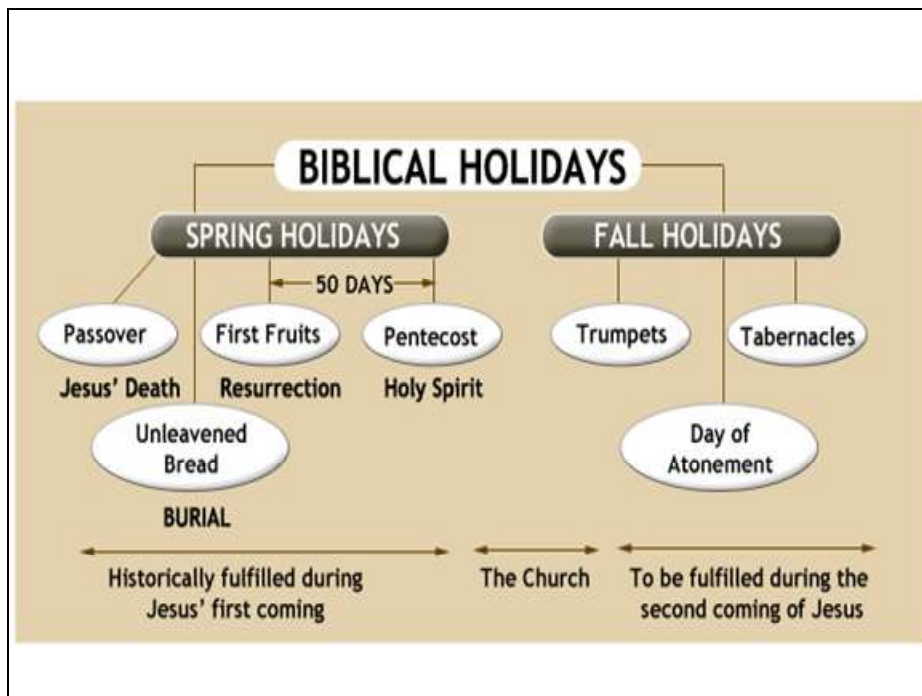 BIBLICAL HOLIDAYS
SPRING HOLIDAYS
FALL HOLIDAYS
50 DAYS
Passover
First Fruits
Pentecost
Trumpets
Tabernacles
Jesus' Death
Resurrection
Holy Spirit
Unleavened
Bread
Day of
Atonement
BURIAL
Historically fulfilled during
Jesus' first coming
The Church
To be fulfilled during the
second coming of Jesus